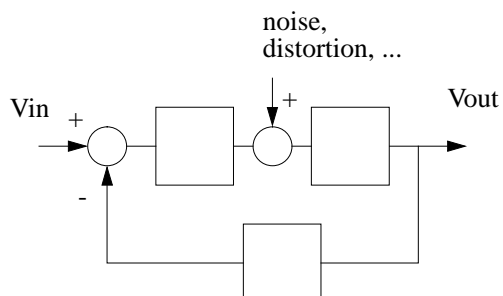 noise,
distortion, ...
Vin
+
+
Vout
-